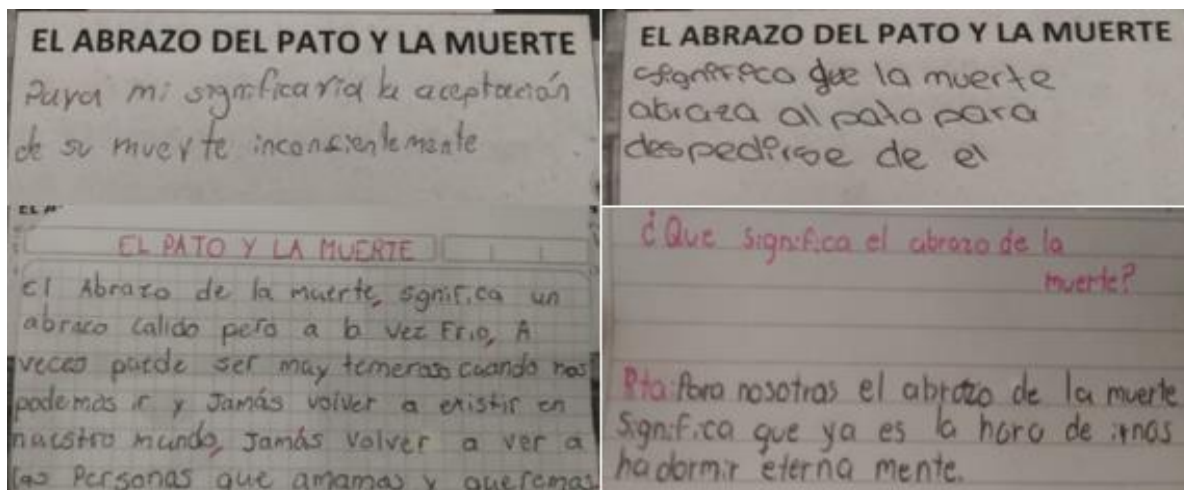 EL ABRAZO DEL PATO Y LA MUERTE
Para mi significaria la aceptación
de su muerte inconsientemente
EL ABRAZO DEL PATO Y LA MUERTE
significa que la muerte
abraza al pato para
despedirse de el
EL PATO Y LA MUERTE
El Abrazo de la muerte, significa un
abrazo calido pero a la vez Frio, A
veces puede ser muy temeroso cuando nos
podemos ir y Jamás volver a existir en
nuestro mundo, Jamás volver a ver a
las Personas que amamos y queremos
¿Que significa el abrazo de la
muerte?
Rta: Para nosotras el abrazo de la muerte
significa que ya es la hora de irnos
ha dormir eterna mente.